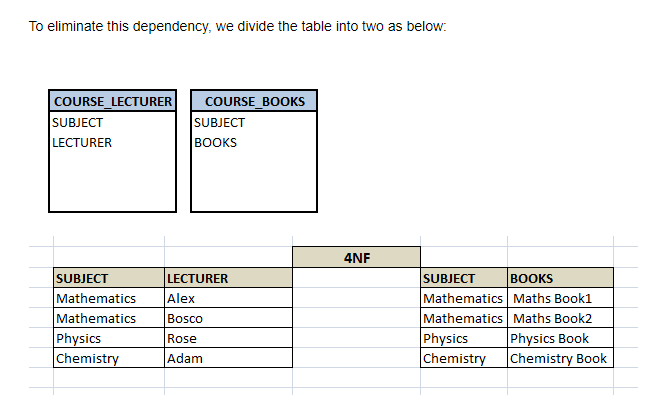 To eliminate this dependency, we divide the table into two as below:
COURSE_LECTURER COURSE_BOOKS
SUBJECT SUBJECT
LECTURER BOOKS
4NF
SUBJECT LECTURER SUBJECT BOOKS
Mathematics Alex Mathematics Maths Book1
Mathematics Bosco Mathematics Maths Book2
Physics Rose Physics Physics Book
Chemistry Adam Chemistry Chemistry Book